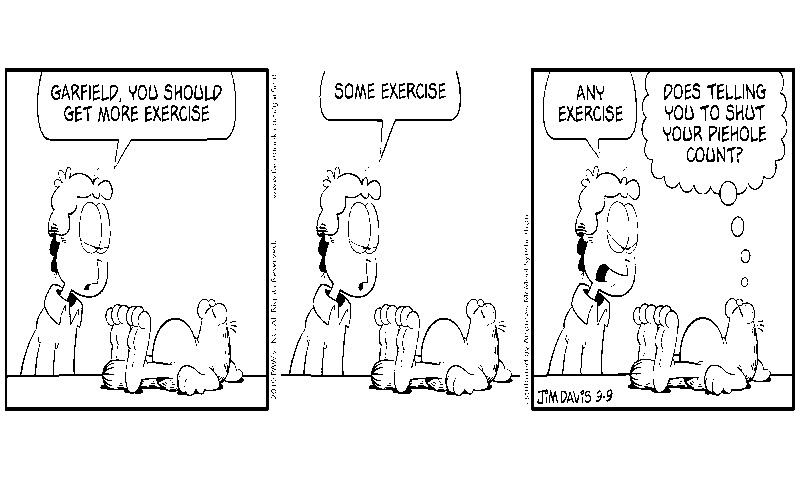 GARFIELD, YOU SHOULD
GET MORE EXERCISE
SOME EXERCISE
ANY
EXERCISE
DOES TELLING
YOU TO SHUT
YOUR PIEHOLE
COUNT?
JIM DAVIS 9-9